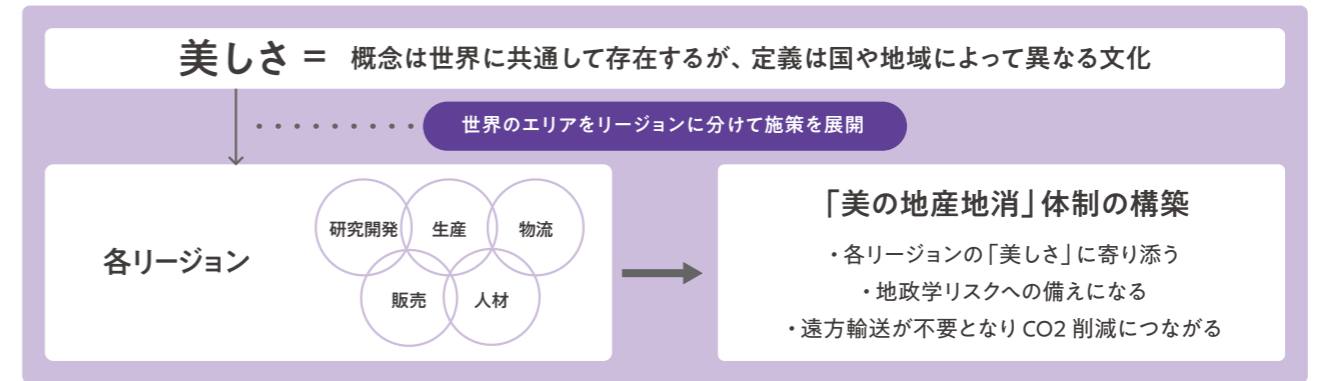 美しさ = 概念は世界に共通して存在するが、定義は国や地域によって異なる文化
世界のエリアをリージョンに分けて施策を展開
各リージョン
研究開発
生産
物流
販売
人材
「美の地産地消」体制の構築
・各リージョンの「美しさ」に寄り添う
・地政学リスクへの備えになる
・遠方輸送が不要となり CO2 削減につながる